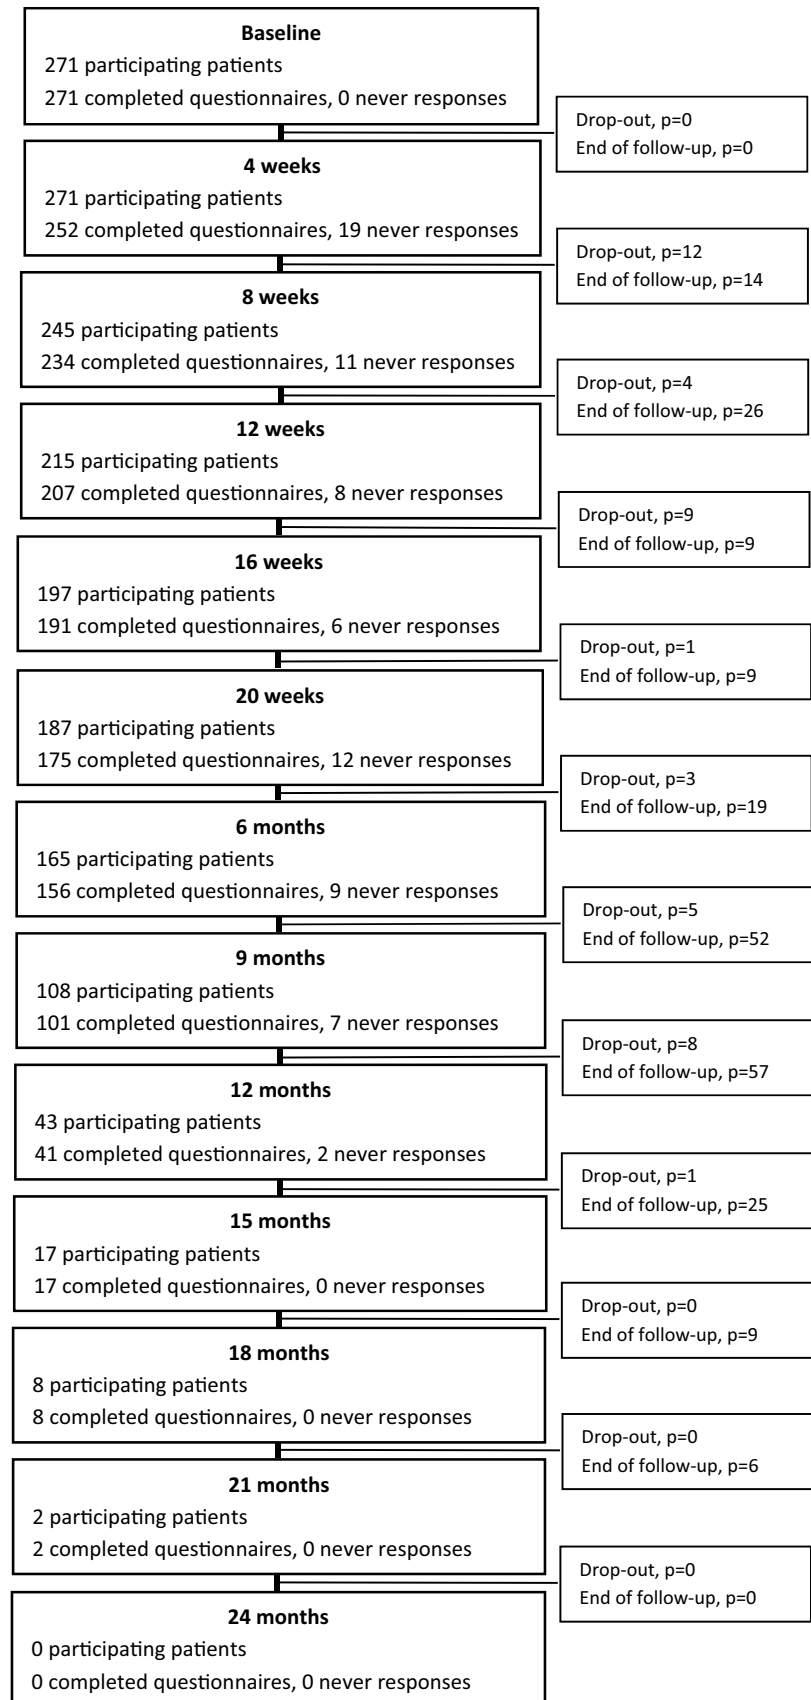 Baseline
271 participating patients
271 completed questionnaires, 0 never responses
Drop-out, p=0
End of follow-up, p=0
4 weeks
271 participating patients
252 completed questionnaires, 19 never responses
Drop-out, p=12
End of follow-up, p=14
8 weeks
245 participating patients
234 completed questionnaires, 11 never responses
Drop-out, p=4
End of follow-up, p=26
12 weeks
215 participating patients
207 completed questionnaires, 8 never responses
Drop-out, p=9
End of follow-up, p=9
16 weeks
197 participating patients
191 completed questionnaires, 6 never responses
Drop-out, p=1
End of follow-up, p=9
20 weeks
187 participating patients
175 completed questionnaires, 12 never responses
Drop-out, p=3
End of follow-up, p=19
6 months
165 participating patients
156 completed questionnaires, 9 never responses
Drop-out, p=5
End of follow-up, p=52
9 months
108 participating patients
101 completed questionnaires, 7 never responses
Drop-out, p=8
End of follow-up, p=57
12 months
43 participating patients
41 completed questionnaires, 2 never responses
Drop-out, p=1
End of follow-up, p=25
15 months
17 participating patients
17 completed questionnaires, 0 never responses
Drop-out, p=0
End of follow-up, p=9
18 months
8 participating patients
8 completed questionnaires, 0 never responses
Drop-out, p=0
End of follow-up, p=6
21 months
2 participating patients
2 completed questionnaires, 0 never responses
Drop-out, p=0
End of follow-up, p=0
24 months
0 participating patients
0 completed questionnaires, 0 never responses